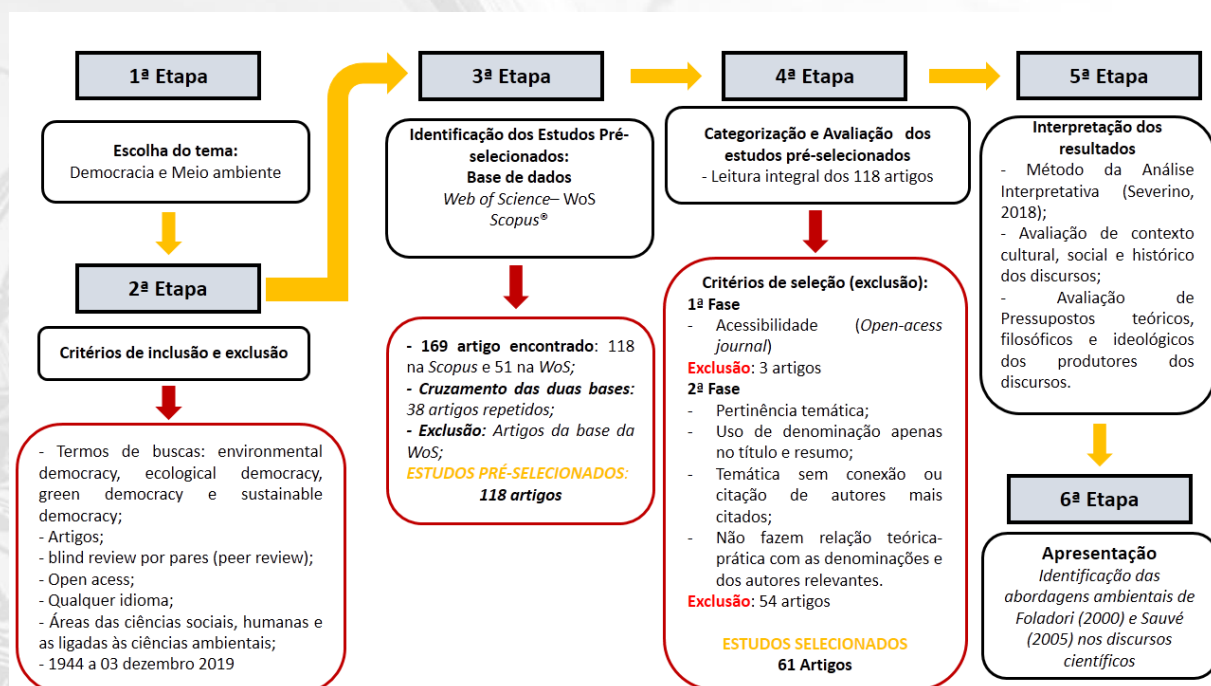 1ª Etapa
Escolha do tema:
Democracia e Meio ambiente
2ª Etapa
Critérios de inclusão e exclusão
- Termos de buscas: environmental
democracy, ecological democracy,
green democracy e sustainable
democracy;
- Artigos;
- blind review por pares (peer review);
- Open acess;
- Qualquer idioma;
- Áreas das ciências sociais, humanas e
as ligadas às ciências ambientais;
- 1944 a 03 dezembro 2019
3ª Etapa
Identificação dos Estudos Pré-
selecionados:
Base de dados
Web of Science– WoS
Scopus®
- 169 artigo encontrado: 118
na Scopus e 51 na WoS;
- Cruzamento das duas bases:
38 artigos repetidos;
- Exclusão: Artigos da base da
WoS;
ESTUDOS PRÉ-SELECIONADOS:
118 artigos
4ª Etapa
Categorização e Avaliação dos
estudos pré-selecionados
- Leitura integral dos 118 artigos
Critérios de seleção (exclusão):
1ª Fase
- Acessibilidade (Open-acess
journal)
Exclusão: 3 artigos
2ª Fase
- Pertinência temática;
- Uso de denominação apenas
no título e resumo;
- Temática sem conexão ou
citação de autores mais
citados;
- Não fazem relação teórica-
prática com as denominações e
dos autores relevantes.
Exclusão: 54 artigos
ESTUDOS SELECIONADOS
61 Artigos
5ª Etapa
Interpretação dos
resultados
- Método da Análise
Interpretativa (Severino,
2018);
- Avaliação de contexto
cultural, social e histórico
dos discursos;
- Avaliação de
Pressupostos teóricos,
filosóficos e ideológicos
dos produtores dos
discursos.
6ª Etapa
Apresentação
Identificação das
abordagens ambientais de
Foladori (2000) e Sauvé
(2005) nos discursos
científicos